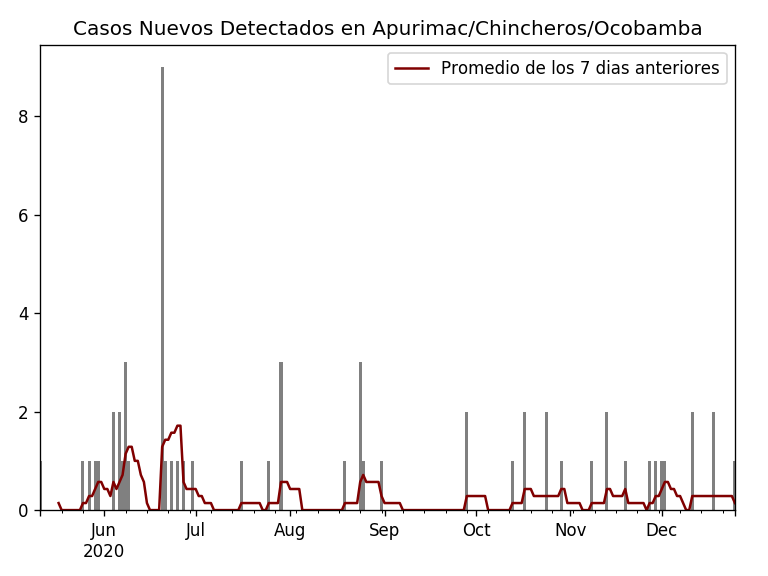 Casos Nuevos Detectados en Apurimac/Chincheros/Ocobamba
Promedio de los 7 dias anteriores
8
6
4
2
0
Jun Jul Aug Sep Oct Nov Dec
2020